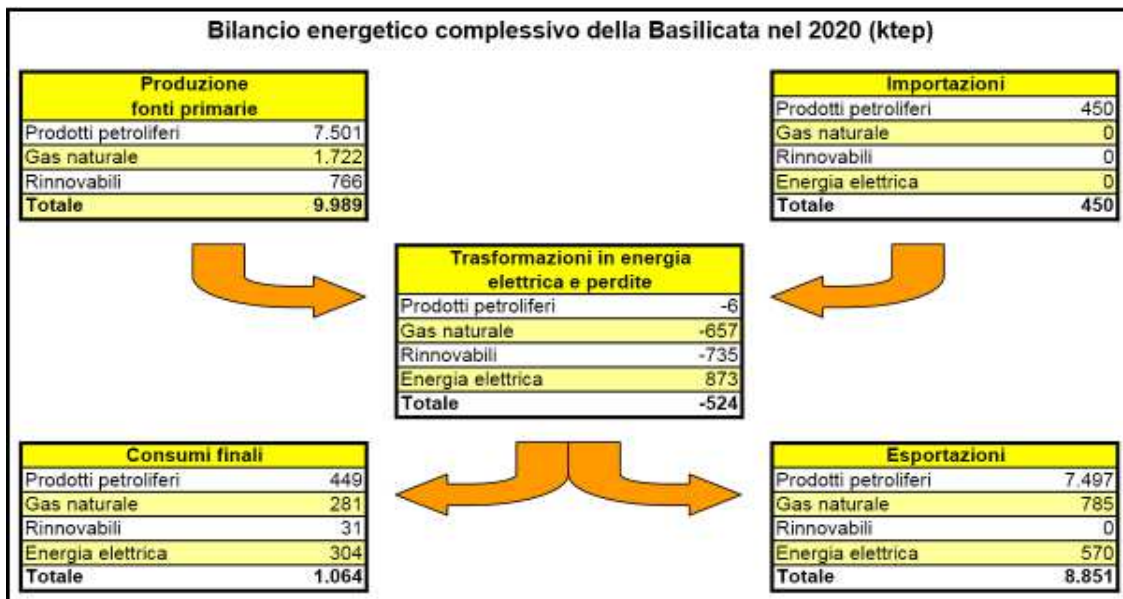 Bilancio energetico complessivo della Basilicata nel 2020 (ktep)
Produzione
fonti primarie
Prodotti petroliferi 7.501
Gas naturale 1.722
Rinnovabili 766
Totale 9.989
Importazioni
Prodotti petroliferi 450
Gas naturale 0
Rinnovabili 0
Energia elettrica 0
Totale 450
Trasformazioni in energia
elettrica e perdite
Prodotti petroliferi -6
Gas naturale -657
Rinnovabili -735
Energia elettrica 873
Totale -524
Consumi finali
Prodotti petroliferi 449
Gas naturale 281
Rinnovabili 31
Energia elettrica 304
Totale 1.064
Esportazioni
Prodotti petroliferi 7.497
Gas naturale 785
Rinnovabili 0
Energia elettrica 570
Totale 8.851